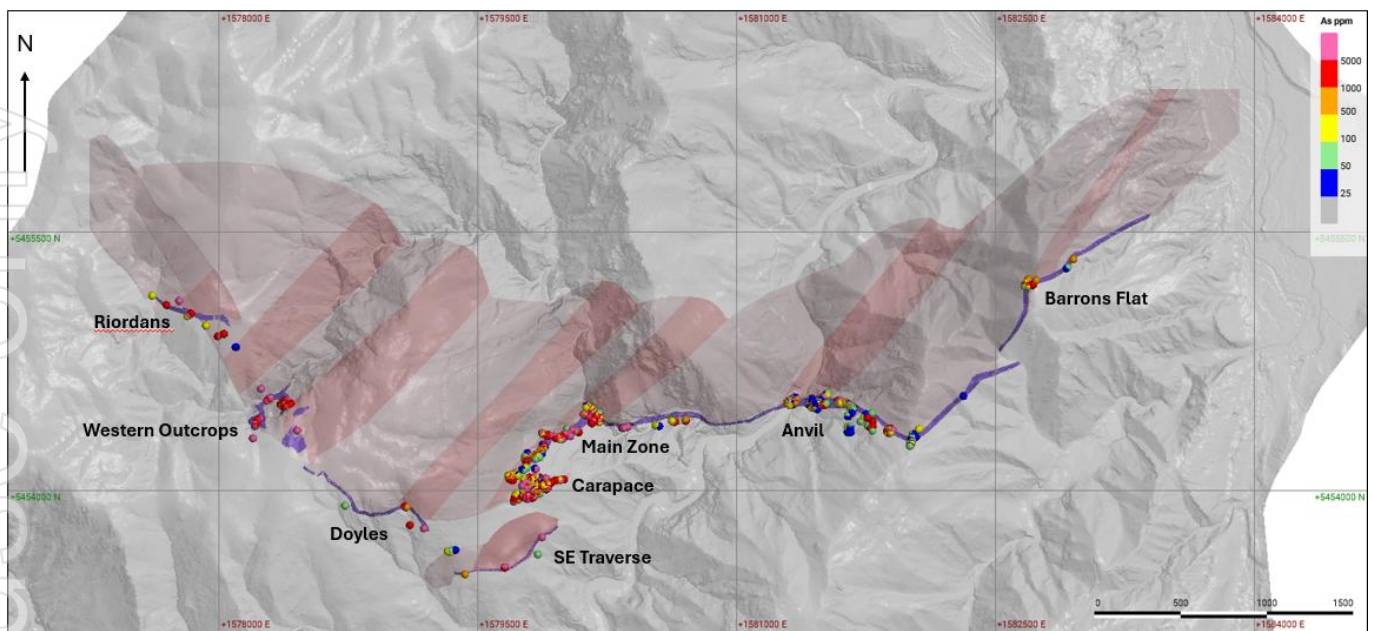 +1578000 E
+1579500 E
+1581000 E
+1582500 E
+1584000 E
As ppm
5000
1000
500
100
50
25
N
+5455500 N
+5455500 N
Riordans
Barrons Flat
Western Outcrops
Main Zone
Anvil
Carapace
+5454000 N
+5454000 N
Doyles
SE Traverse
0
500
1000
1500
+1578000 E
+1579500 E
+1581000 E
+1582500 E
+1584000 E